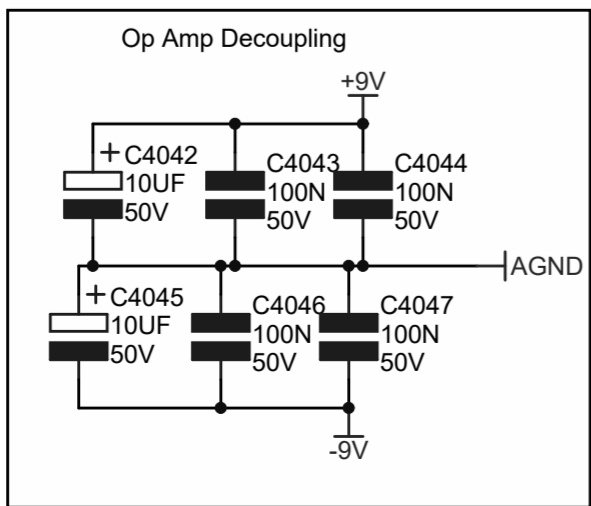 Op Amp Decoupling
+9V
+ C4042
10UF
50V
C4043
100N
50V
C4044
100N
50V
AGND
+ C4045
10UF
50V
C4046
100N
50V
C4047
100N
50V
-9V